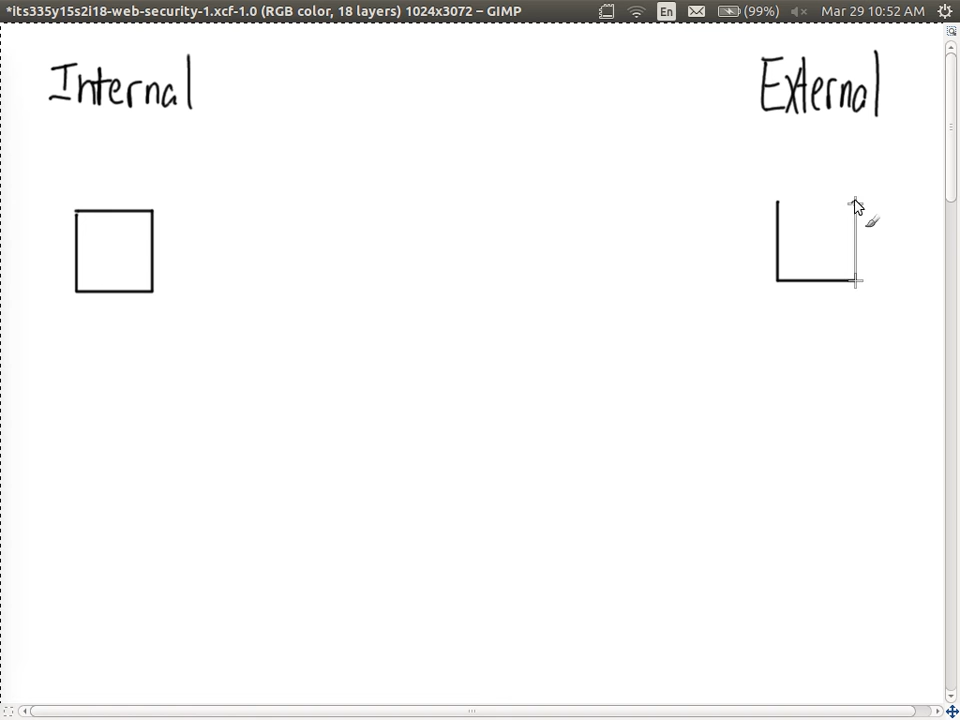 *its335y15s2i18-web-security-1.xcf-1.0 (RGB color, 18 layers) 1024x3072 – GIMP
En (99%) Mar 29 10:52 AM
Internal External